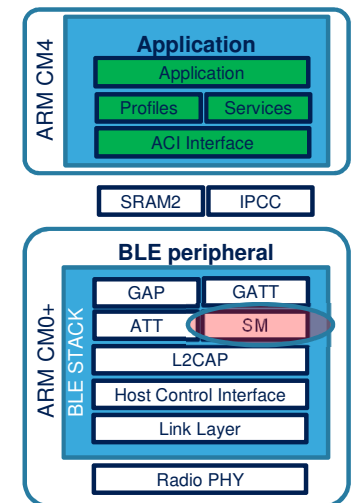 ARM CM4
Application
Application
Profiles Services
ACI Interface
SRAM2 IPCC
ARM CM0+
BLE peripheral
BLE STACK
GAP GATT
ATT SM
L2CAP
Host Control Interface
Link Layer
Radio PHY